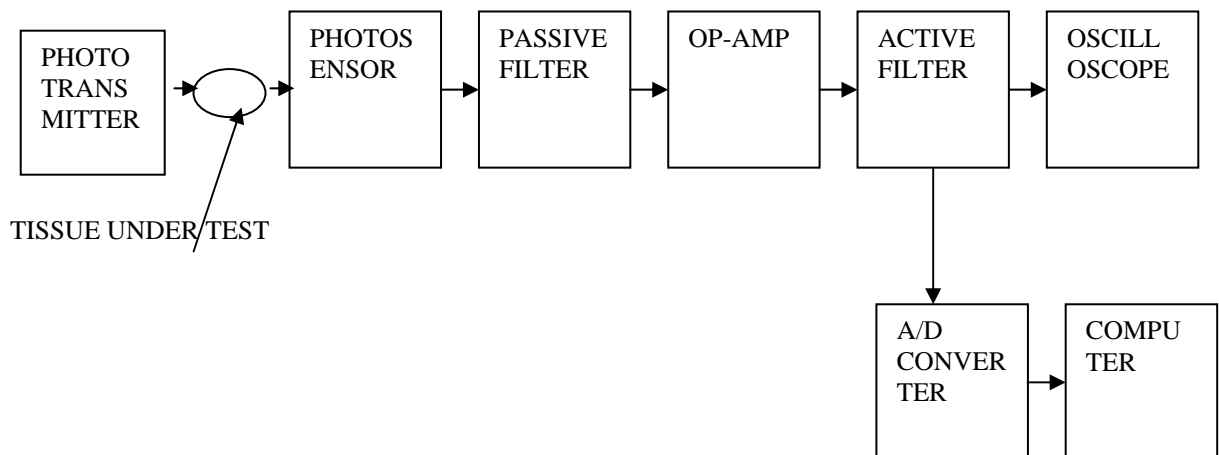 PHOTO
TRANS
MITTER
PHOTOS
ENSOR
PASSIVE
FILTER
OP-AMP
ACTIVE
FILTER
OSCILL
OSCOPE
TISSUE UNDER TEST
A/D
CONVER
TER
COMPU
TER